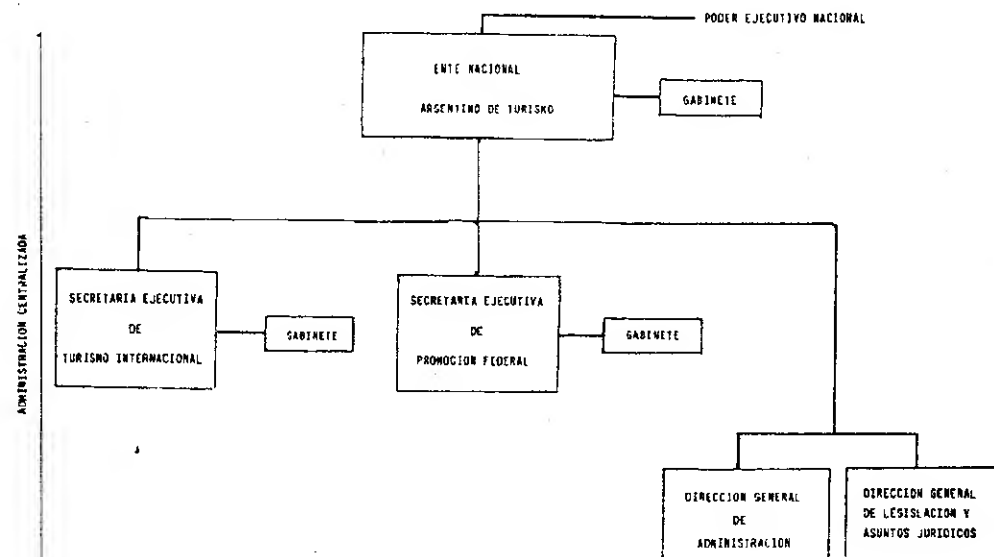 PODER EJECUTIVO NACIONAL
ENTE NACIONAL
ARGENTINO DE TURISMO
GABINETE
ADMINISTRACION CENTRALIZADA
SECRETARIA EJECUTIVA
DE
TURISMO INTERNACIONAL
GABINETE
SECRETARIA EJECUTIVA
DE
PROMOCION FEDERAL
GABINETE
DIRECCION GENERAL
DE
ADMINISTRACION
DIRECCION GENERAL
DE LEGISLACION Y
ASUNTOS JURIDICOS